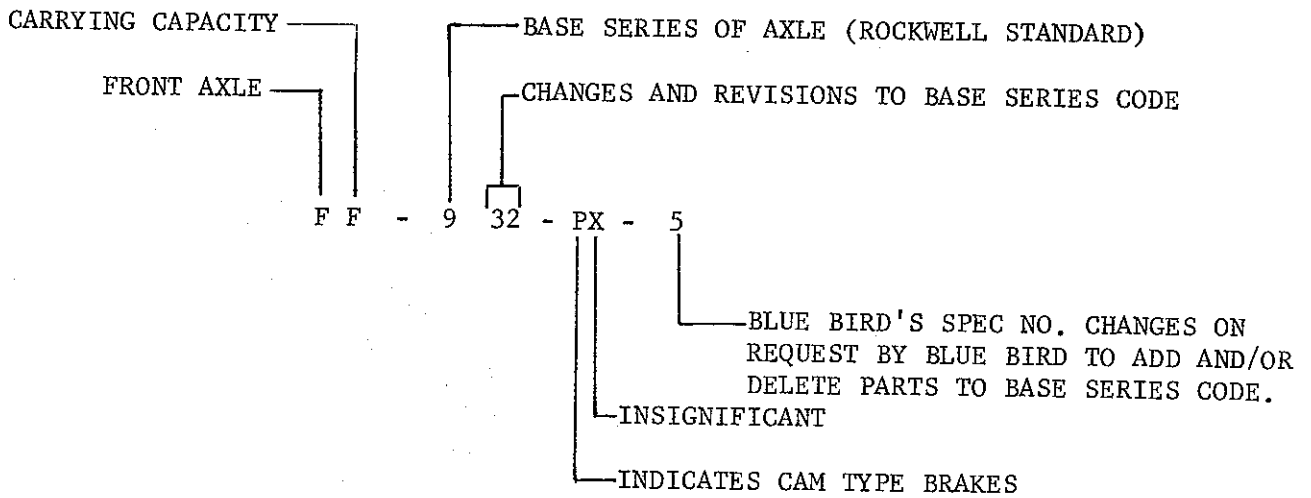 CARRYING CAPACITY
BASE SERIES OF AXLE (ROCKWELL STANDARD)
FRONT AXLE
CHANGES AND REVISIONS TO BASE SERIES CODE
F F - 9 32 - PX - 5
BLUE BIRD'S SPEC NO. CHANGES ON
REQUEST BY BLUE BIRD TO ADD AND/OR
DELETE PARTS TO BASE SERIES CODE.
INSIGNIFICANT
INDICATES CAM TYPE BRAKES